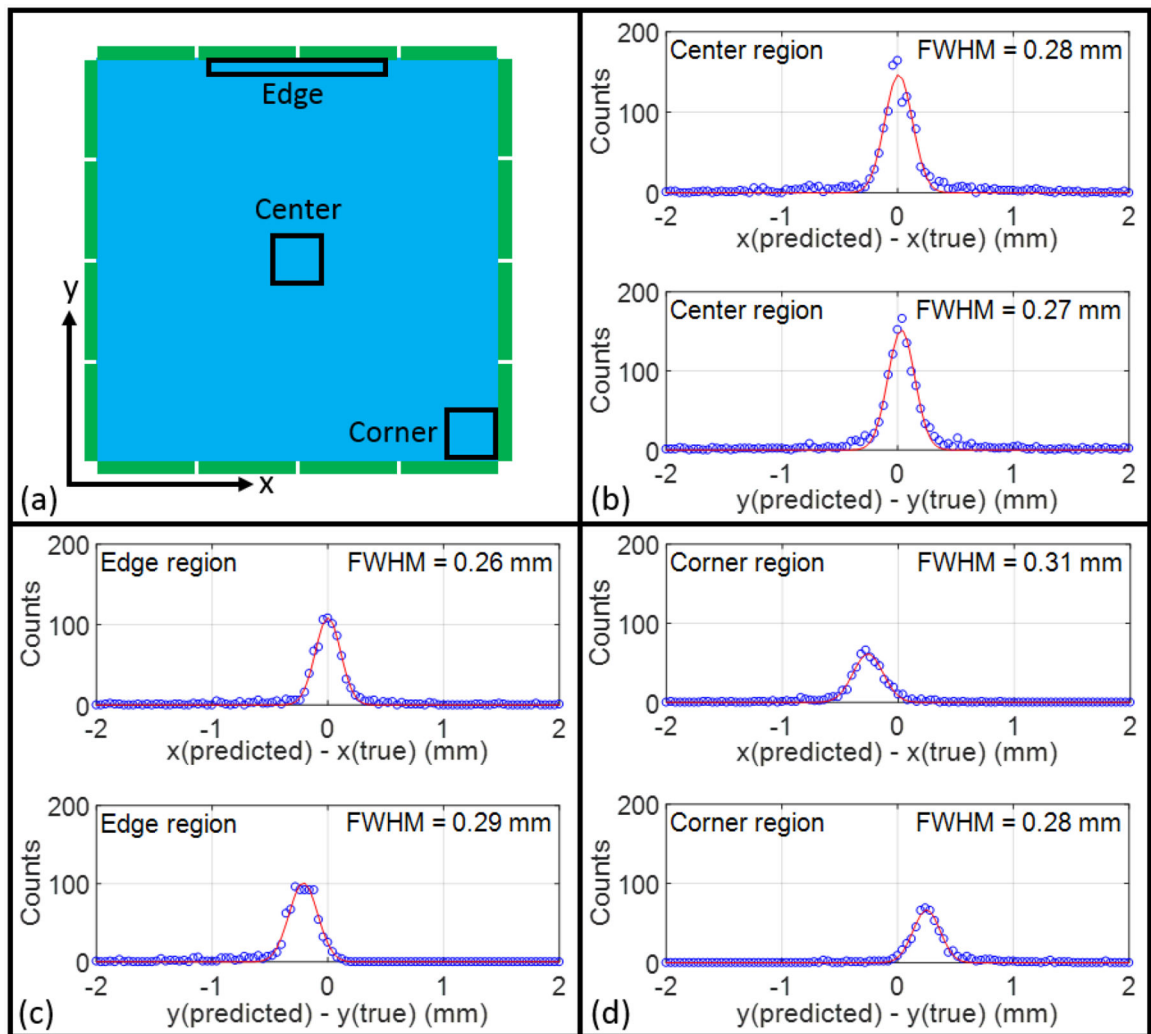 Edge
Center
y
Corner
x
(a)
200
Center region
FWHM = 0.28 mm
Counts
100
0
-2
-1
0
1
2
x(predicted) - x(true) (mm)
200
Center region
FWHM = 0.27 mm
Counts
100
0
-2
-1
0
1
2
y(predicted) - y(true) (mm)
(b)
200
Edge region
FWHM = 0.26 mm
Counts
100
0
-2
-1
0
1
2
x(predicted) - x(true) (mm)
200
Edge region
FWHM = 0.29 mm
Counts
100
0
-2
-1
0
1
2
y(predicted) - y(true) (mm)
(c)
200
Corner region
FWHM = 0.31 mm
Counts
100
0
-2
-1
0
1
2
x(predicted) - x(true) (mm)
200
Corner region
FWHM = 0.28 mm
Counts
100
0
-2
-1
0
1
2
y(predicted) - y(true) (mm)
(d)